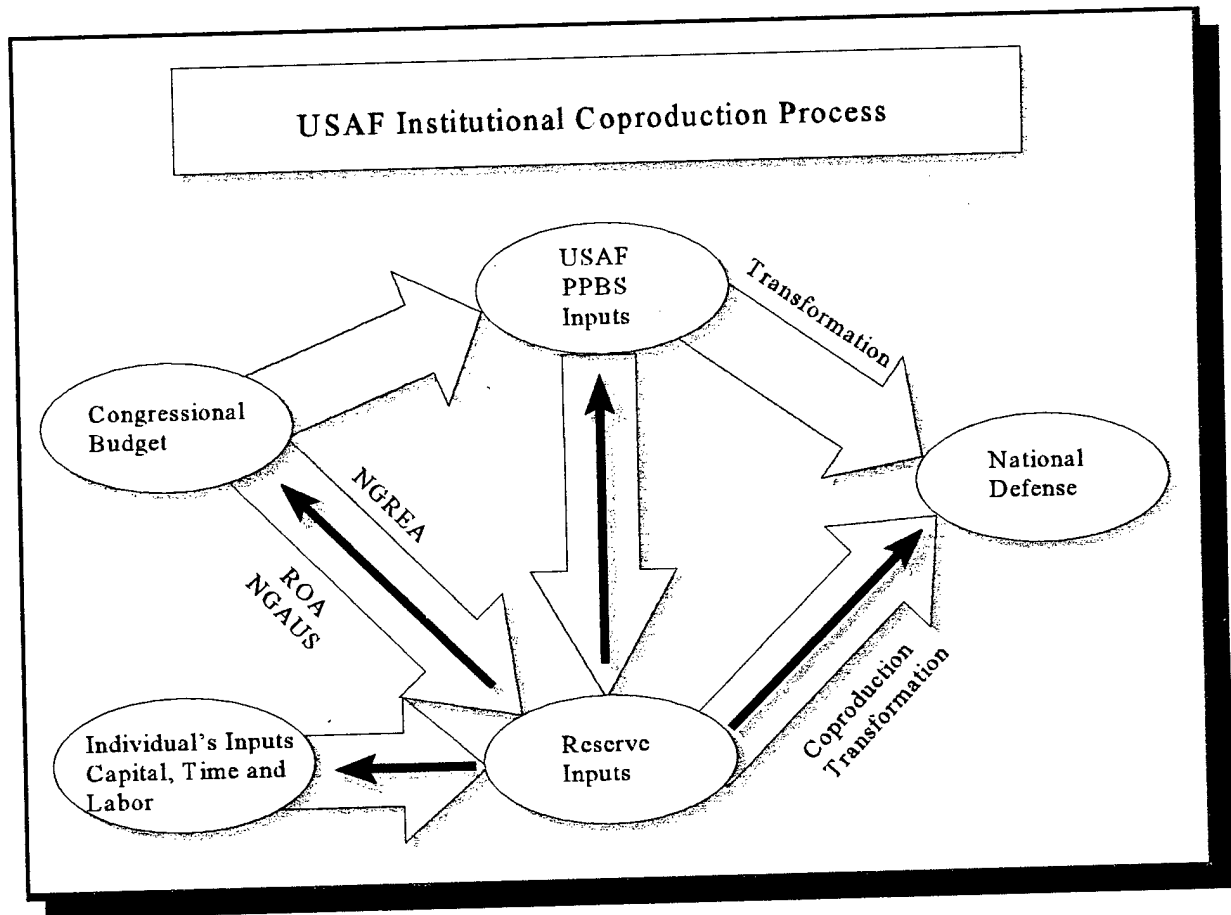 USAF Institutional Coproduction Process
USAF
PPBS
Inputs
Transformation
Congressional
Budget
NGREA
National
Defense
ROA
NGAUS
Individual's Inputs
Capital, Time and
Labor
Reserve
Inputs
Coproduction
Transformation